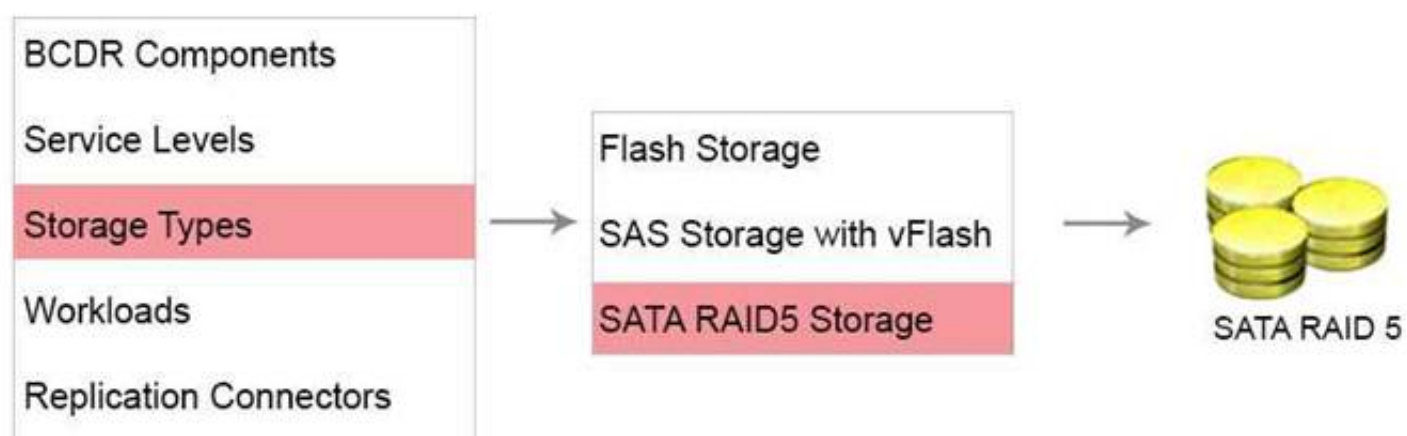 BCDR Components
Service Levels
Storage Types
Workloads
Replication Connectors
Flash Storage
SAS Storage with vFlash
SATA RAID5 Storage
SATA RAID 5